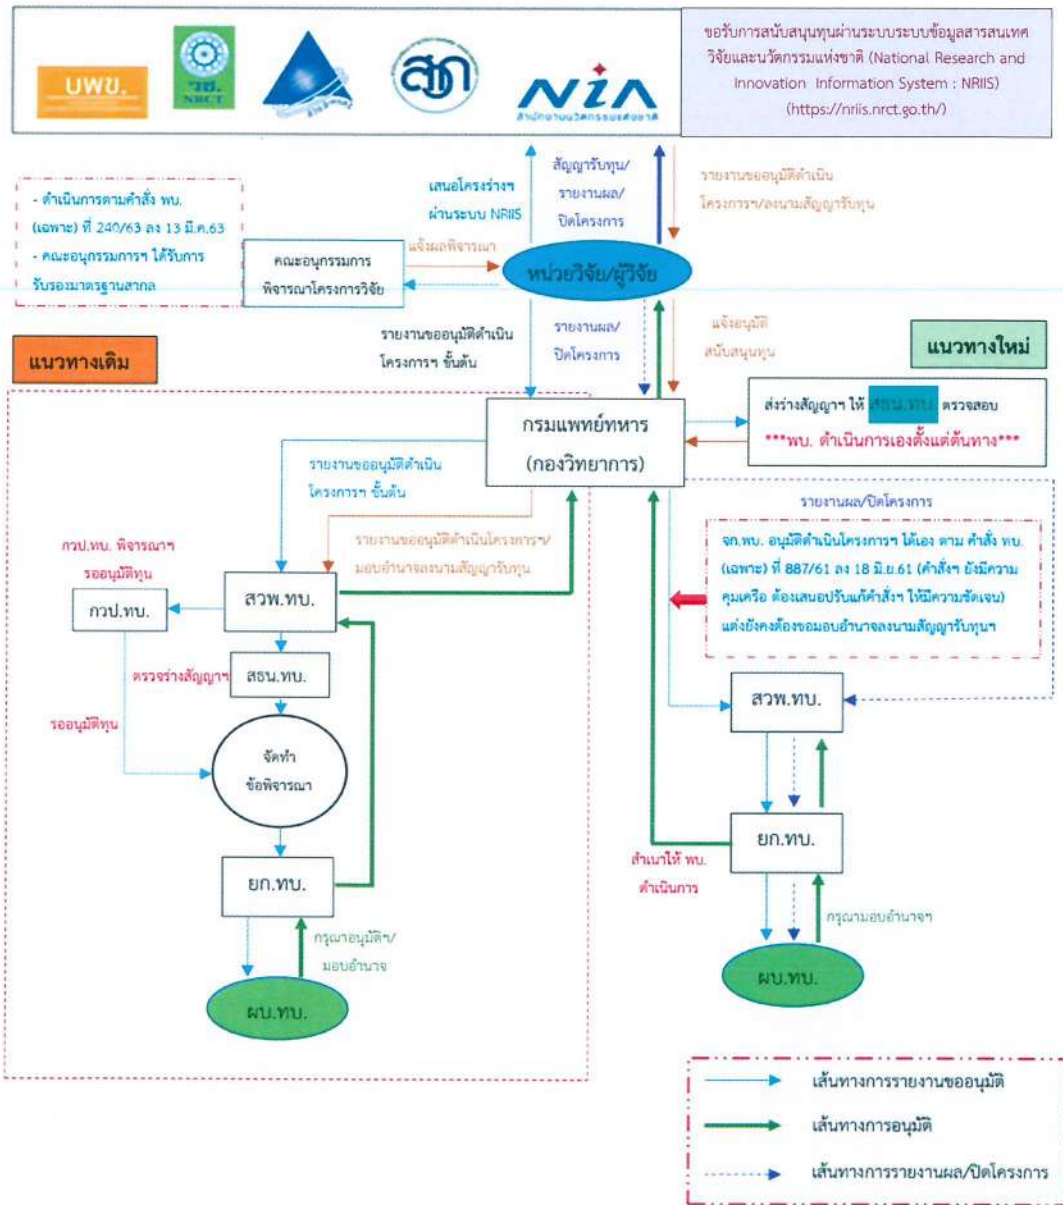 บพข.
วช.
NRCT
สวก
NiA
สำนักงานนวัตกรรมแห่งชาติ
ขอรับการสนับสนุนทุนผ่านระบบระบบข้อมูลสารสนเทศ
วิจัยและนวัตกรรมแห่งชาติ (National Research and
Innovation Information System : NRIIS)
(https://nriis.nrct.go.th/)
เสนอโครงร่างฯ
ผ่านระบบ NRIIS
สัญญารับทุน/
รายงานผล/
ปิดโครงการ
รายงานขออนุมัติดำเนิน
โครงการฯ/ลงนามสัญญารับทุน
- ดำเนินการตามคำสั่ง พบ.
(เฉพาะ) ที่ 240/63 ลง 13 มี.ค.63
- คณะอนุกรรมการฯ ได้รับการ
รับรองมาตรฐานสากล
คณะอนุกรรมการ
พิจารณาโครงการวิจัย
แจ้งผลพิจารณา
หน่วยวิจัย/ผู้วิจัย
รายงานขออนุมัติดำเนิน
โครงการฯ ขั้นต้น
รายงานผล/
ปิดโครงการ
แจ้งอนุมัติ
สนับสนุนทุน
แนวทางเดิม
แนวทางใหม่
กรมแพทย์ทหาร
(กองวิทยาการ)
ส่งร่างสัญญาฯ ให้ สธน.ทบ. ตรวจสอบ
***พบ. ดำเนินการเองตั้งแต่ต้นทาง***
รายงานขออนุมัติดำเนิน
โครงการฯ ขั้นต้น
รายงานผล/ปิดโครงการ
รายงานขออนุมัติดำเนินโครงการฯ/
มอบอำนาจลงนามสัญญารับทุน
จก.พบ. อนุมัติดำเนินโครงการฯ ได้เอง ตาม คำสั่ง ทบ.
(เฉพาะ) ที่ 887/61 ลง 18 มิ.ย.61 (คำสั่งฯ ยังมีความ
คุมเครือ ต้องเสนอปรับแก้คำสั่งฯ ให้มีความชัดเจน)
แต่งยังคงต้องขอมอบอำนาจลงนามสัญญารับทุนฯ
กวป.ทบ. พิจารณาฯ
รออนุมัติทุน
กวป.ทบ.
สวพ.ทบ.
ตรวจร่างสัญญาฯ
สธน.ทบ.
รออนุมัติทุน
จัดทำ
ข้อพิจารณา
สวพ.ทบ.
ยก.ทบ.
ยก.ทบ.
สำเนาให้ พบ.
ดำเนินการ
กรุณาอนุมัติฯ/
มอบอำนาจ
กรุณามอบอำนาจฯ
ผบ.ทบ.
ผบ.ทบ.
เส้นทางการรายงานขออนุมัติ
เส้นทางการอนุมัติ
เส้นทางการรายงานผล/ปิดโครงการ